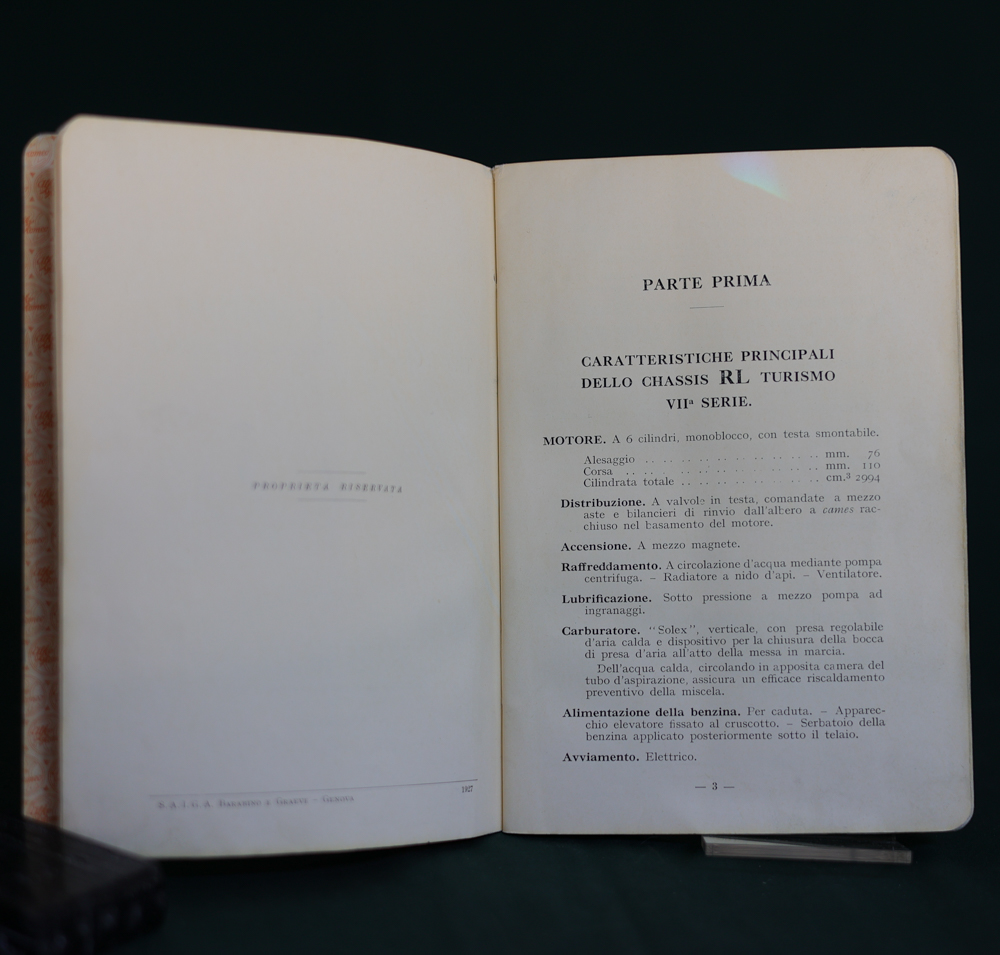 PROPRIETÀ RISERVATA
S. A. I. G. A. BARABINO & GRAEVE – GENOVA
1927
PARTE PRIMA
CARATTERISTICHE PRINCIPALI
DELLO CHASSIS RL TURISMO
VIIª SERIE.
MOTORE. A 6 cilindri, monoblocco, con testa smontabile.
Alesaggio . . . . . . . . . . . . . . . . . . mm. 76
Corsa . . . . . . . . . . . . . . . . . . . . mm. 110
Cilindrata totale . . . . . . . . . . . . . . cm.³ 2994
Distribuzione. A valvole in testa, comandate a mezzo
aste e bilancieri di rinvio dall'albero a cames rac-
chiuso nel basamento del motore.
Accensione. A mezzo magnete.
Raffreddamento. A circolazione d'acqua mediante pompa
centrifuga. – Radiatore a nido d'api. – Ventilatore.
Lubrificazione. Sotto pressione a mezzo pompa ad
ingranaggi.
Carburatore. "Solex", verticale, con presa regolabile
d'aria calda e dispositivo per la chiusura della bocca
di presa d'aria all'atto della messa in marcia.
Dell'acqua calda, circolando in apposita camera del
tubo d'aspirazione, assicura un efficace riscaldamento
preventivo della miscela.
Alimentazione della benzina. Per caduta. – Apparec-
chio elevatore fissato al cruscotto. – Serbatoio della
benzina applicato posteriormente sotto il telaio.
Avviamento. Elettrico.
— 3 —